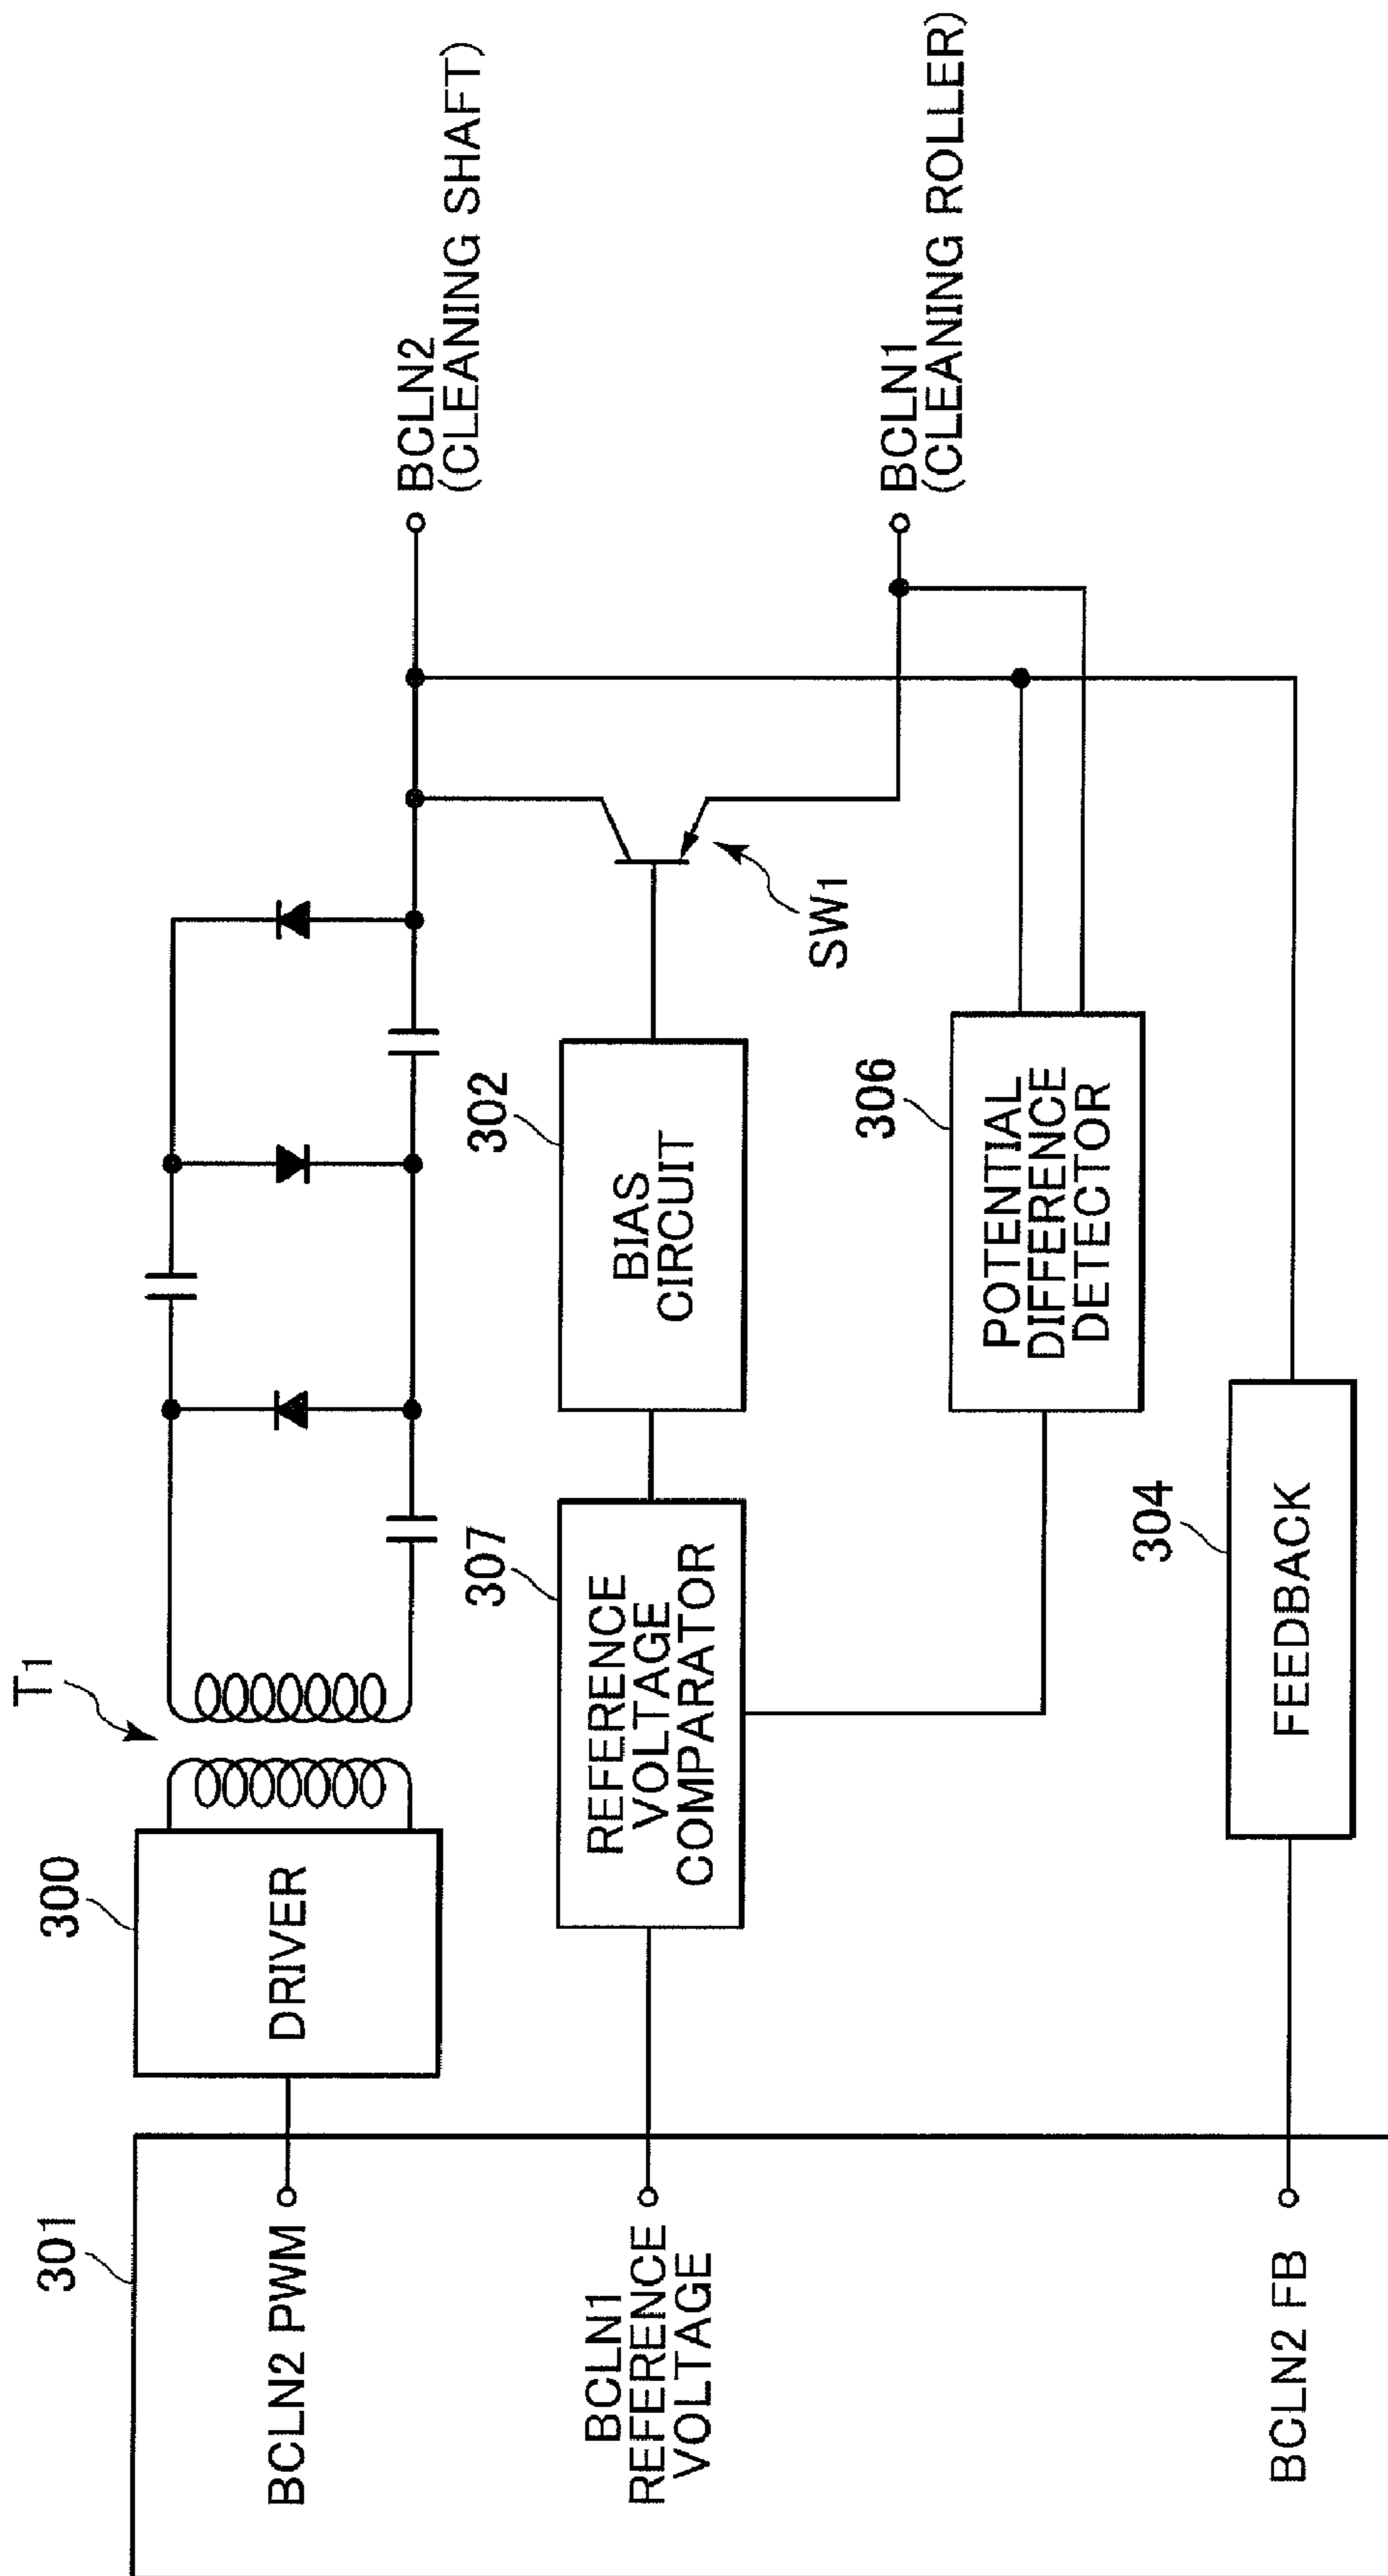 301
BCLN2 PWM
BCLN1
REFERENCE
VOLTAGE
BCLN2 FB
300
DRIVER
T1
307
REFERENCE
VOLTAGE
COMPARATOR
302
BIAS
CIRCUIT
306
POTENTIAL
DIFFERENCE
DETECTOR
304
FEEDBACK
SW1
BCLN2
(CLEANING SHAFT)
BCLN1
(CLEANING ROLLER)